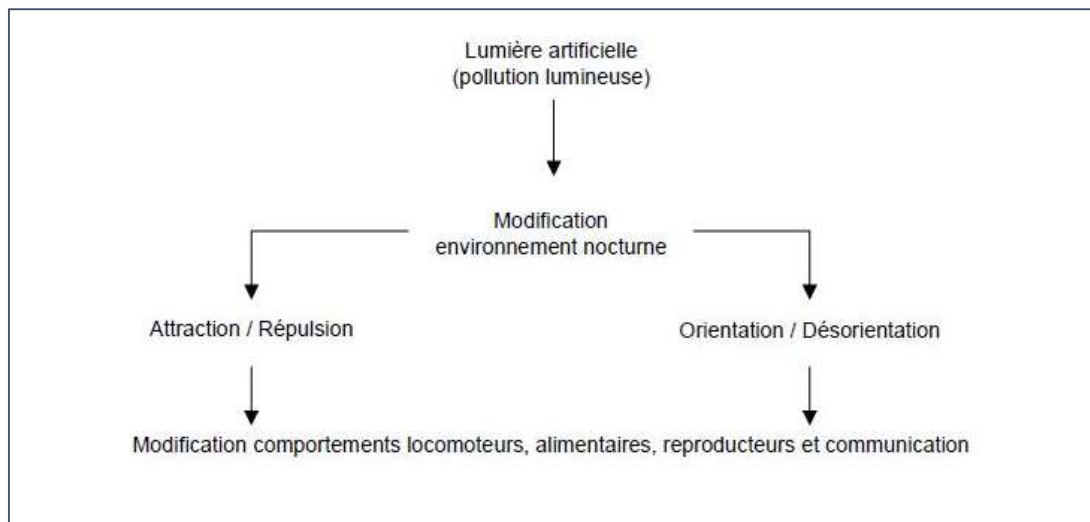 Lumière artificielle
(pollution lumineuse)
Modification
environnement nocturne
Attraction / Répulsion
Orientation / Désorientation
Modification comportements locomoteurs, alimentaires, reproducteurs et communication